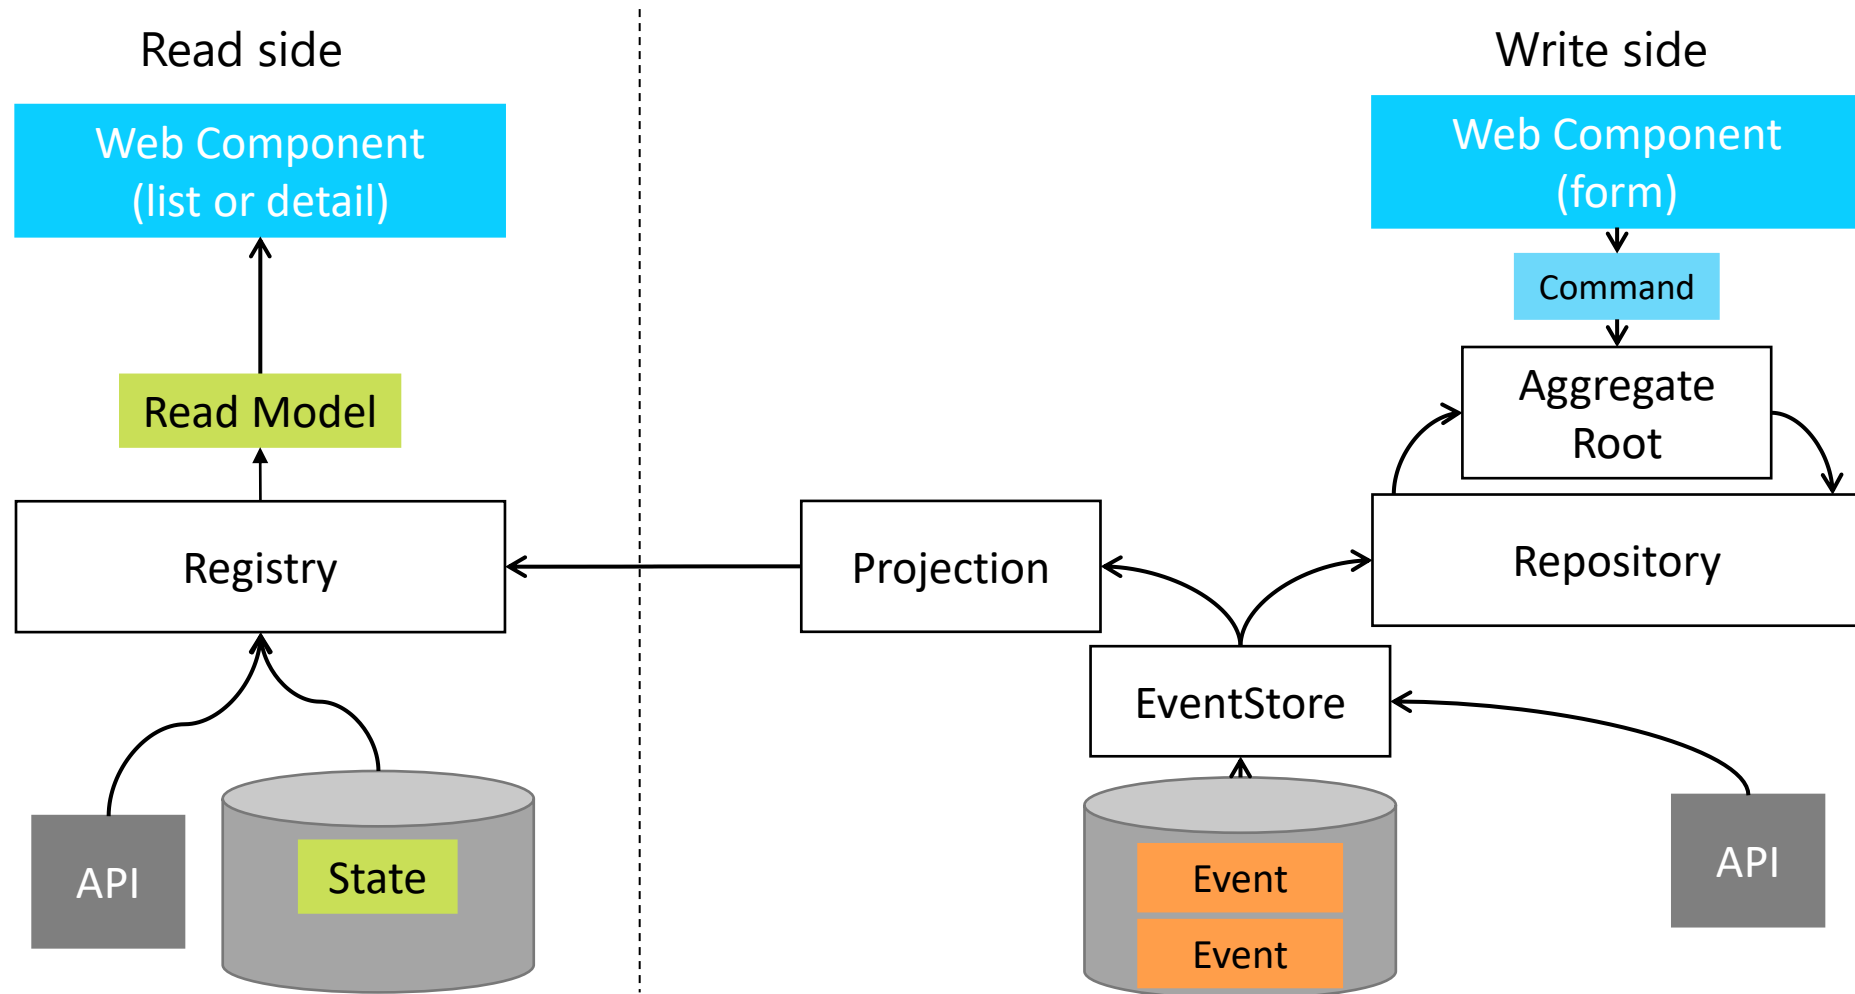 Read side
Write side
Web Component
(list or detail)
Web Component
(form)
Command
Read Model
Aggregate
Root
Registry
Projection
Repository
EventStore
API
State
Event
Event
API